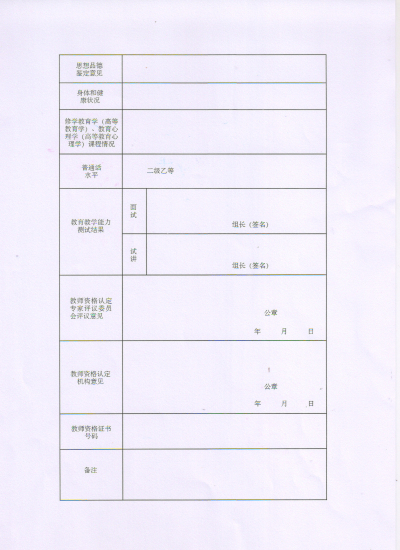 思想品德
鉴定意见
身体和健
康状况
修学教育学（高等
教育学）、教育心
理学（高等教育心
理学）课程情况
普通话
水平
二级乙等
教育教学能力
测试结果
面
试
组长（签名）
试
讲
组长（签名）
教师资格认定
专家评议委员
会评议意见
公章
年 月 日
教师资格认定
机构意见
公章
年 月 日
教师资格证书
号码
备注